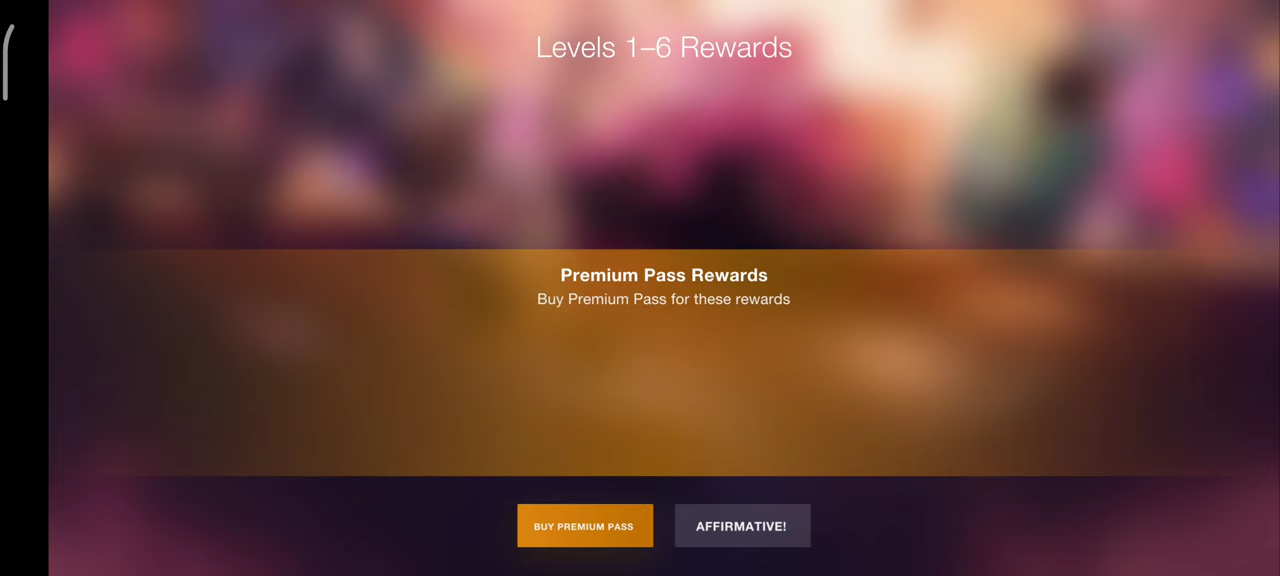 Levels 1–6 Rewards
Premium Pass Rewards
Buy Premium Pass for these rewards
BUY PREMIUM PASS
AFFIRMATIVE!